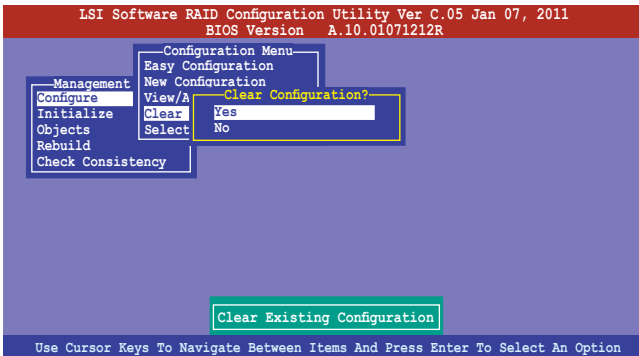 LSI Software RAID Configuration Utility Ver C.05 Jan 07, 2011
BIOS Version A.10.01071212R
Configuration Menu
Easy Configuration
New Configuration
View/A
Clear
Select
Management
Configure
Initialize
Objects
Rebuild
Check Consistency
Clear Configuration?
Yes
No
Clear Existing Configuration
Use Cursor Keys To Navigate Between Items And Press Enter To Select An Option